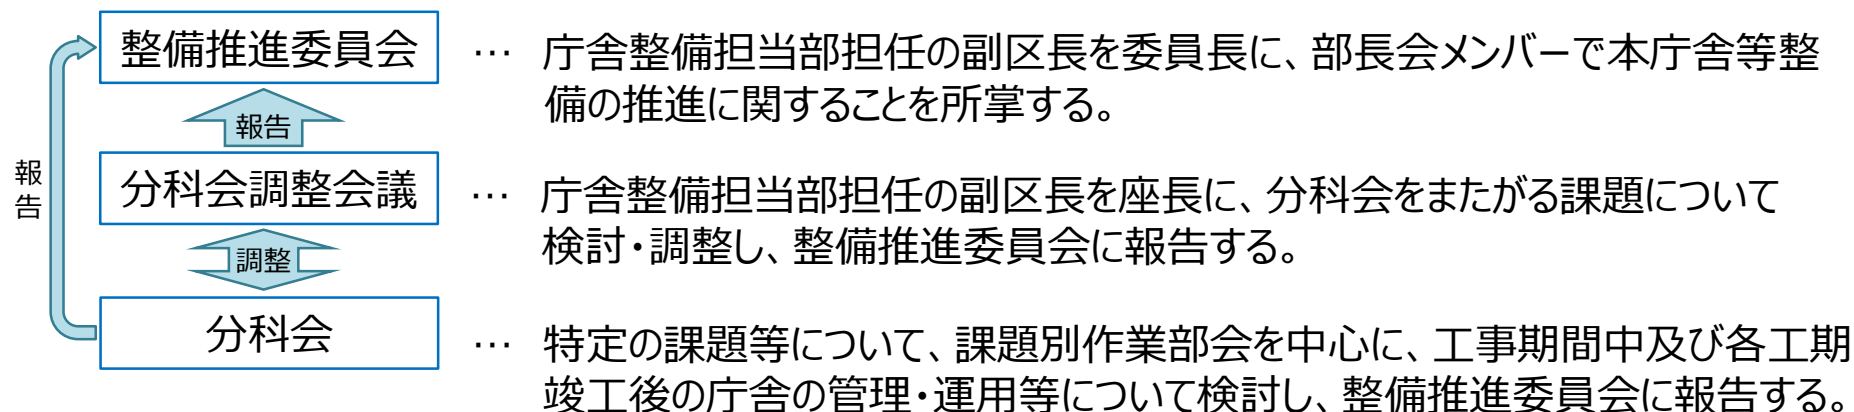 整備推進委員会 … 庁舎整備担当部担任の副区長を委員長に、部長会メンバーで本庁舎等整
備の推進に関することを所掌する。
報告
報告
分科会調整会議 … 庁舎整備担当部担任の副区長を座長に、分科会をまたがる課題について
検討・調整し、整備推進委員会に報告する。
調整
分科会 … 特定の課題等について、課題別作業部会を中心に、工事期間中及び各工期
竣工後の庁舎の管理・運用等について検討し、整備推進委員会に報告する。